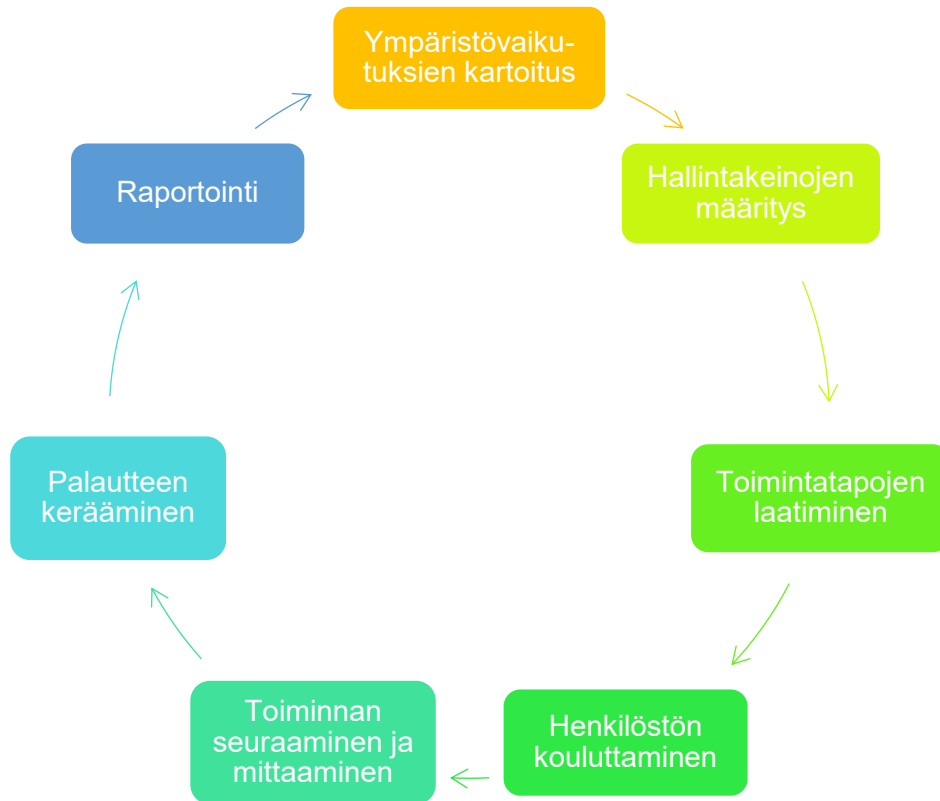 Ympäristövaiku-
tuksien kartoitus
Hallintakeinojen
määritys
Toimintatapojen
laatiminen
Henkilöstön
kouluttaminen
Toiminnan
seuraaminen ja
mittaaminen
Palautteen
kerääminen
Raportointi